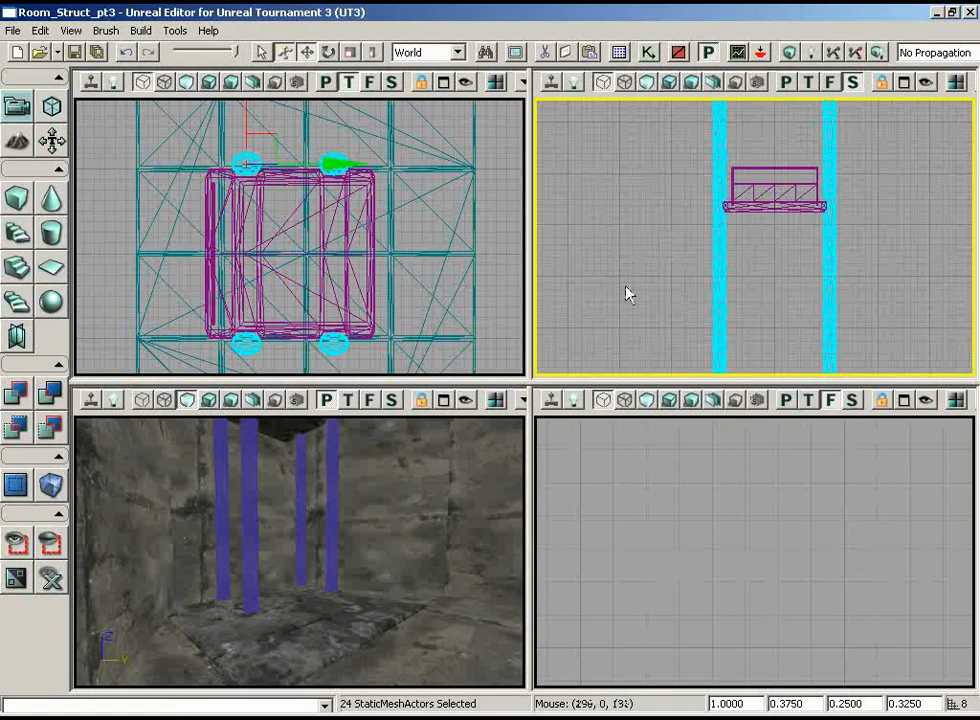 Room_Struct_pt3 - Unreal Editor for Unreal Tournament 3 (UT3)
File Edit View Brush Build Tools Help
World
K
P
No Propagation
P T F S
P T F S
P T F S
P T F S
Z
Y
24 StaticMeshActors Selected
1.0000
0.3750
0.2500
0.3250
8